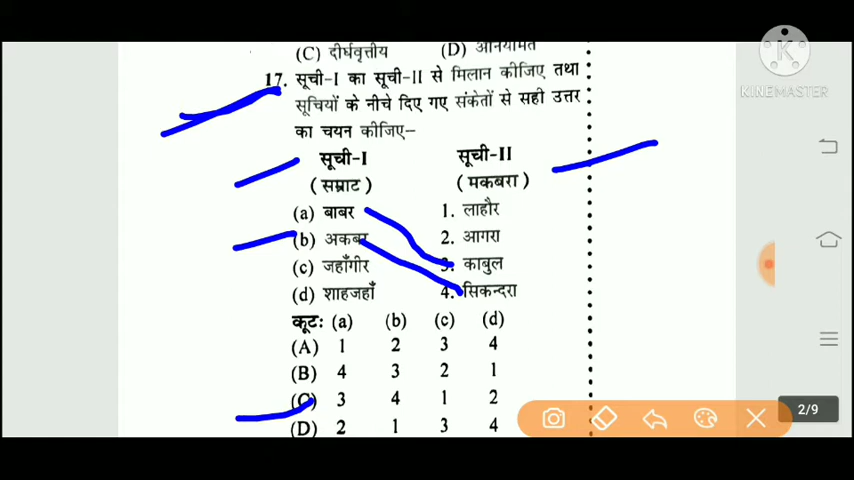 (C) दीर्घवृत्तीय (D) अनियमित
17. सूची-I का सूची-II से मिलान कीजिए तथा
सूचियों के नीचे दिए गए संकेतों से सही उत्तर
का चयन कीजिए–
सूची-I सूची-II
(सम्राट) (मकबरा)
(a) बाबर 1. लाहौर
(b) अकबर 2. आगरा
(c) जहाँगीर 3. काबुल
(d) शाहजहाँ 4. सिकन्दरा
कूटः (a) (b) (c) (d)
(A) 1 2 3 4
(B) 4 3 2 1
(C) 3 4 1 2
(D) 2 1 3 4
KINEMASTER
2/9